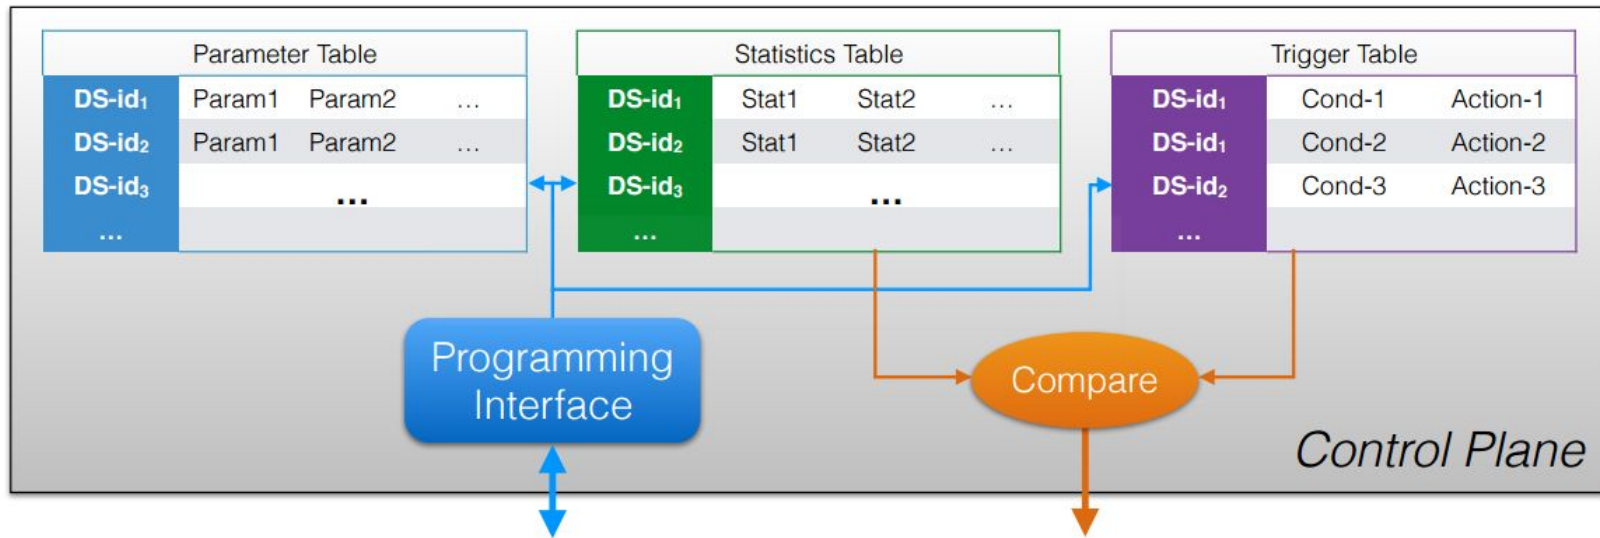 Parameter Table
DS-id₁ Param1 Param2 ...
DS-id₂ Param1 Param2 ...
DS-id₃ ...
...
Statistics Table
DS-id₁ Stat1 Stat2 ...
DS-id₂ Stat1 Stat2 ...
DS-id₃ ...
...
Trigger Table
DS-id₁ Cond-1 Action-1
DS-id₁ Cond-2 Action-2
DS-id₂ Cond-3 Action-3
...
Programming
Interface
Compare
Control Plane